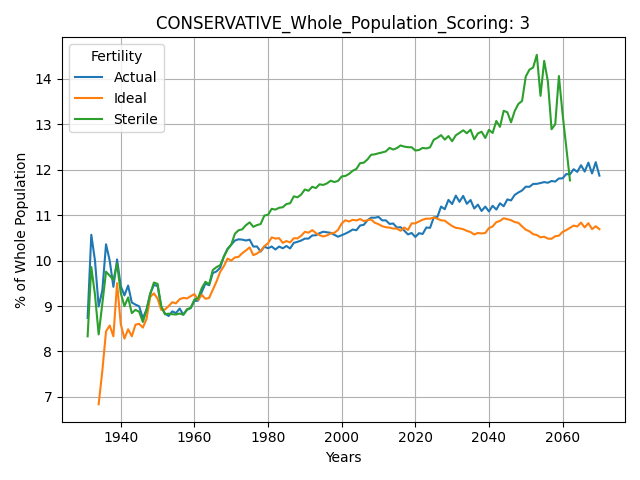 CONSERVATIVE_Whole_Population_Scoring: 3
Fertility
Actual
Ideal
Sterile
% of Whole Population
14
13
12
11
10
9
8
7
1940
1960
1980
2000
2020
2040
2060
Years